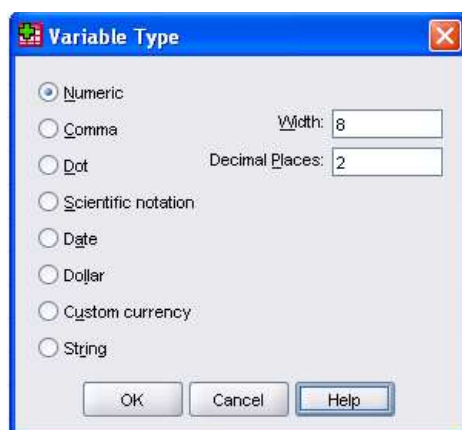 Variable Type
Numeric
Comma
Width: 8
Dot
Decimal Places: 2
Scientific notation
Date
Dollar
Custom currency
String
OK Cancel Help